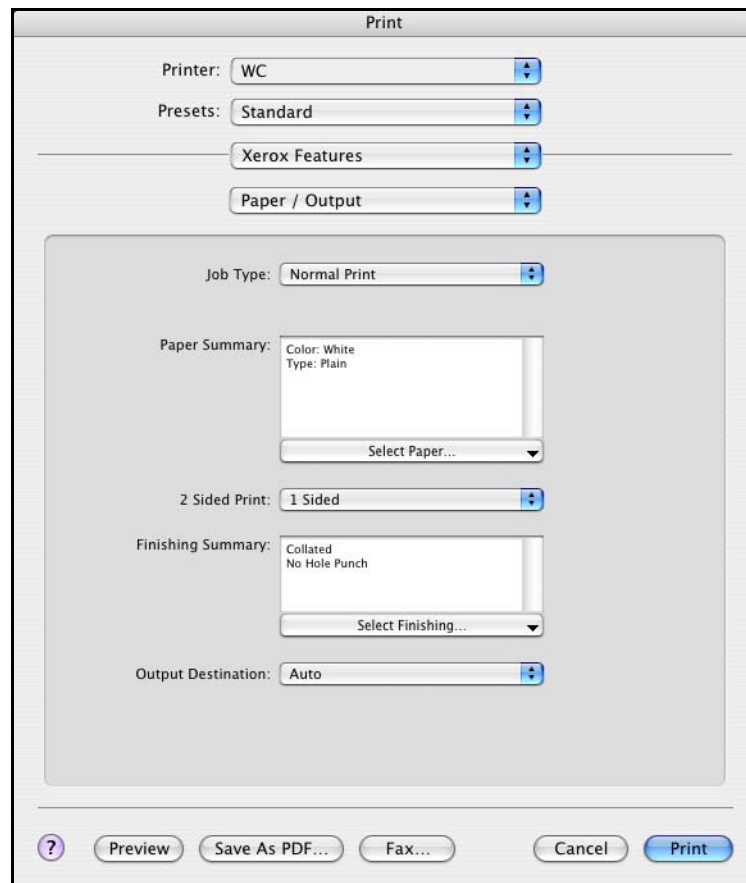 Print
Printer: WC
Presets: Standard
Xerox Features
Paper / Output
Job Type: Normal Print
Paper Summary: Color: White
Type: Plain
Select Paper...
2 Sided Print: 1 Sided
Finishing Summary: Collated
No Hole Punch
Select Finishing...
Output Destination: Auto
? Preview Save As PDF... Fax... Cancel Print